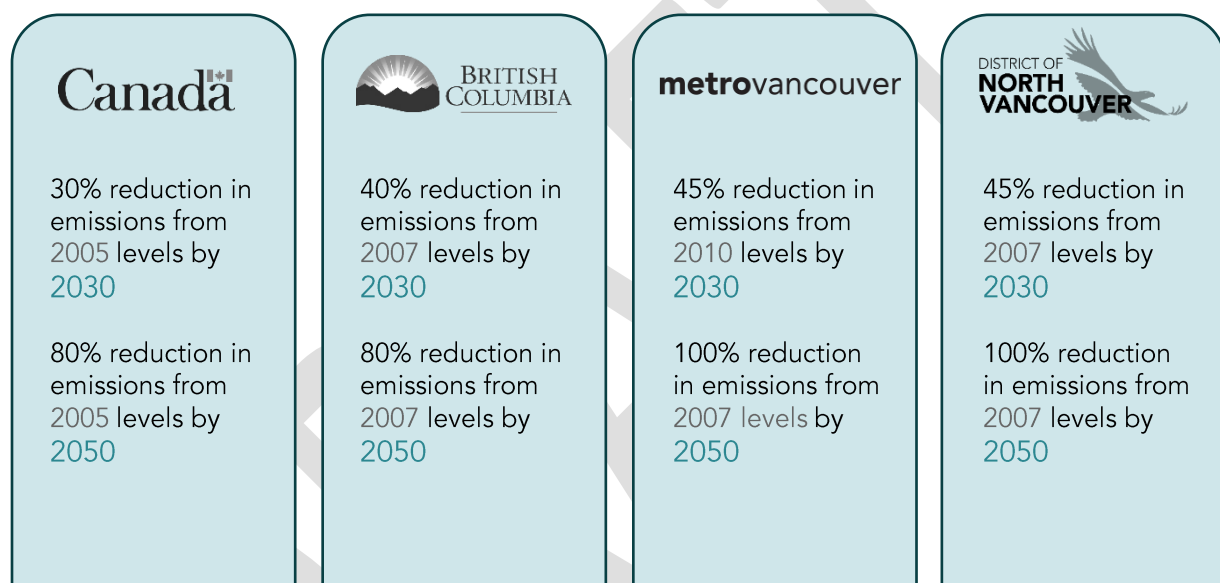 Canada
30% reduction in
emissions from
2005 levels by
2030
80% reduction in
emissions from
2005 levels by
2050
BRITISH
COLUMBIA
40% reduction in
emissions from
2007 levels by
2030
80% reduction in
emissions from
2007 levels by
2050
metrovancouver
45% reduction in
emissions from
2010 levels by
2030
100% reduction
in emissions from
2007 levels by
2050
DISTRICT OF
NORTH
VANCOUVER
45% reduction in
emissions from
2007 levels by
2030
100% reduction
in emissions from
2007 levels by
2050